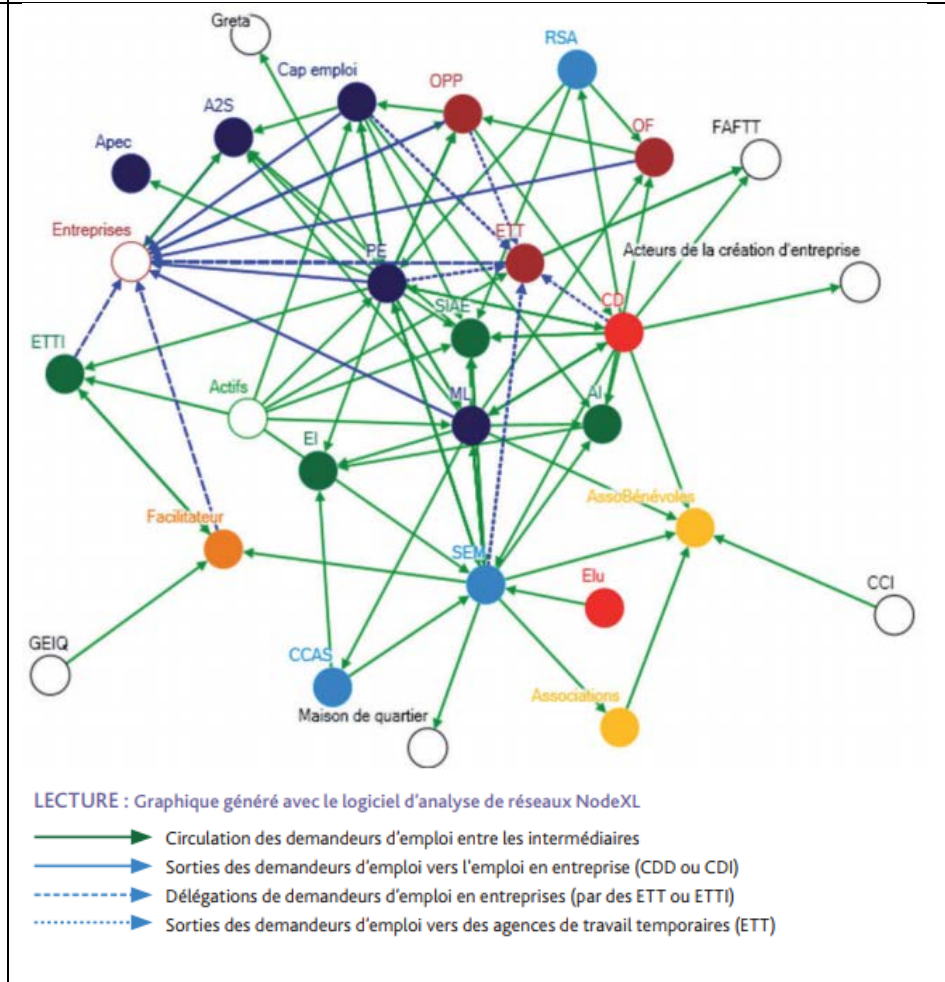 Greta
RSA
Cap emploi
OPP
A2S
OF
FAFTT
Apec
Entreprises
ETT
PE
Acteurs de la création d'entreprise
CD
SIAE
ETTI
Actifs
ML
AI
EI
AssoBénévoles
Facilitateur
SEM
Elu
CCI
GEIQ
CCAS
Associations
Maison de quartier
LECTURE : Graphique généré avec le logiciel d'analyse de réseaux NodeXL
Circulation des demandeurs d'emploi entre les intermédiaires
Sorties des demandeurs d'emploi vers l'emploi en entreprise (CDD ou CDI)
Délégations de demandeurs d'emploi en entreprises (par des ETT ou ETTI)
Sorties des demandeurs d'emploi vers des agences de travail temporaires (ETT)